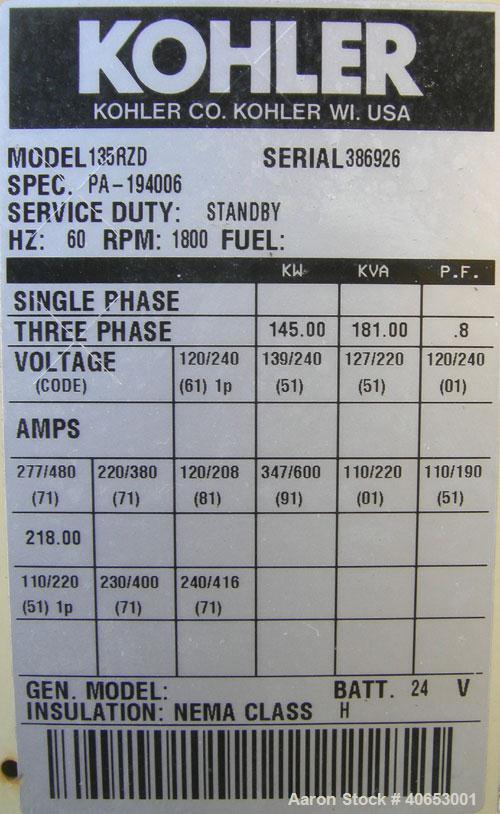 KOHLER
KOHLER CO. KOHLER WI. USA
MODEL 135RZD SERIAL 386926
SPEC. PA-194006
SERVICE DUTY: STANDBY
HZ: 60 RPM: 1800 FUEL:
KW KVA P.F.
SINGLE PHASE
THREE PHASE 145.00 181.00 .8
VOLTAGE 120/240 139/240 127/220 120/240
(CODE) (61) 1p (51) (51) (01)
AMPS
277/480 220/380 120/208 347/600 110/220 110/190
(71) (71) (81) (91) (01) (51)
218.00
110/220 230/400 240/416
(51) 1p (71) (71)
GEN. MODEL: BATT. 24 V
INSULATION: NEMA CLASS H
Aaron Stock # 40653001